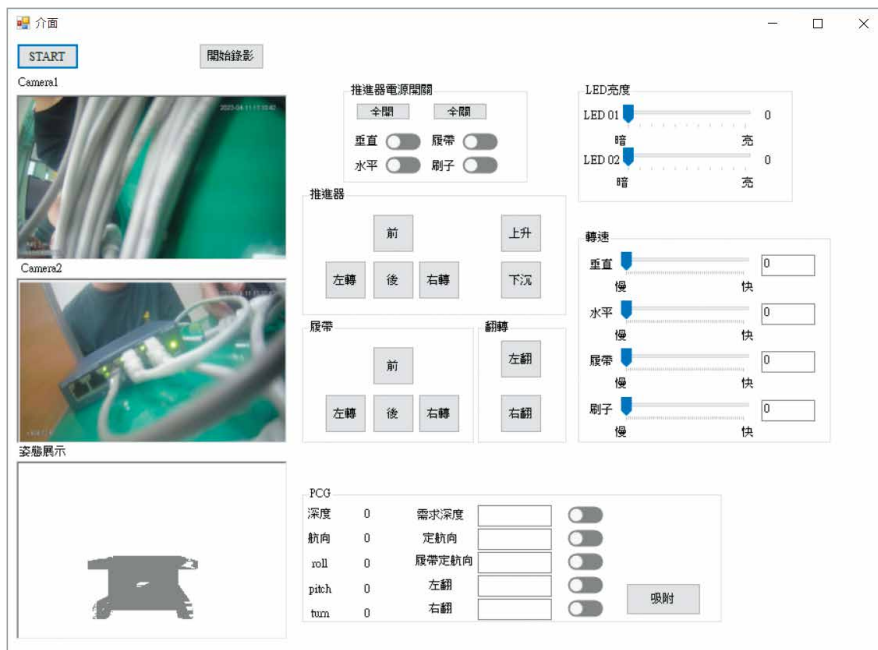 介面
START
開始錄影
Camera1
2023-04-11 17:10:40
Camera2
姿態展示
推進器電源開關
全開 全關
垂直 履帶
水平 刷子
推進器
前 上升
左轉 後 右轉 下沉
履帶
前
左轉 後 右轉
翻轉
左翻
右翻
LED亮度
LED 01 0
暗 亮
LED 02 0
暗 亮
轉速
垂直 0
慢 快
水平 0
慢 快
履帶 0
慢 快
刷子 0
慢 快
PCG
深度 0 需求深度
航向 0 定航向
roll 0 履帶定航向
pitch 0 左翻
turn 0 右翻
吸附